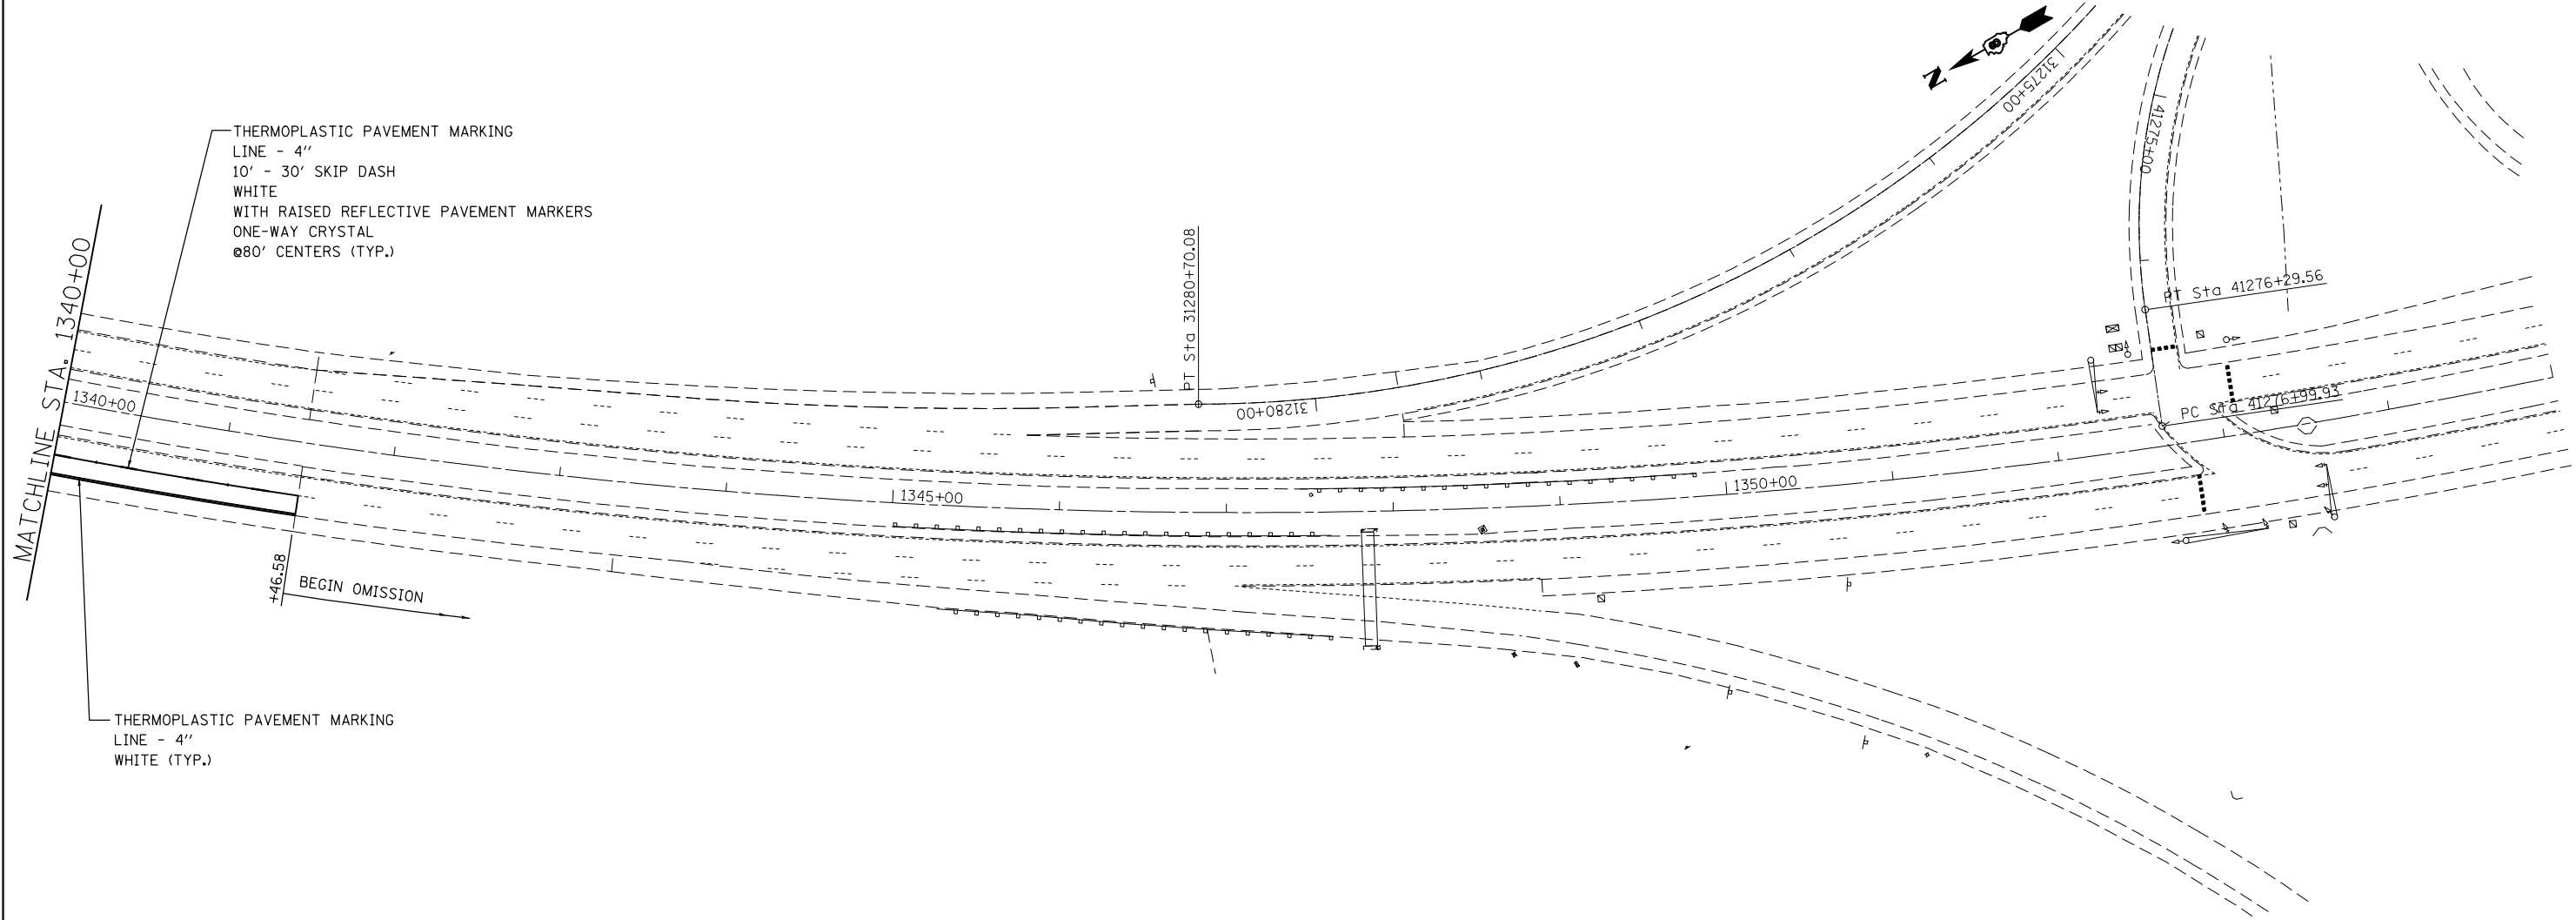 THERMOPLASTIC PAVEMENT MARKING
LINE - 4"
10' - 30' SKIP DASH
WHITE
WITH RAISED REFLECTIVE PAVEMENT MARKERS
ONE-WAY CRYSTAL
@80' CENTERS (TYP.)
N
31275+00
41275+00
MATCHLINE STA. 1340+00
PT Sta 31280+70.08
PT Sta 41276+29.56
1340+00
31280+00
PC Sta 41276+99.93
1345+00
1350+00
+46.58
BEGIN OMISSION
THERMOPLASTIC PAVEMENT MARKING
LINE - 4"
WHITE (TYP.)